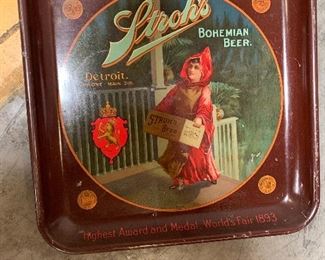 Stroh's
BOHEMIAN
BEER.
Detroit.
STROH'S
BEER
Highest Award and Medal, World's Fair 1893